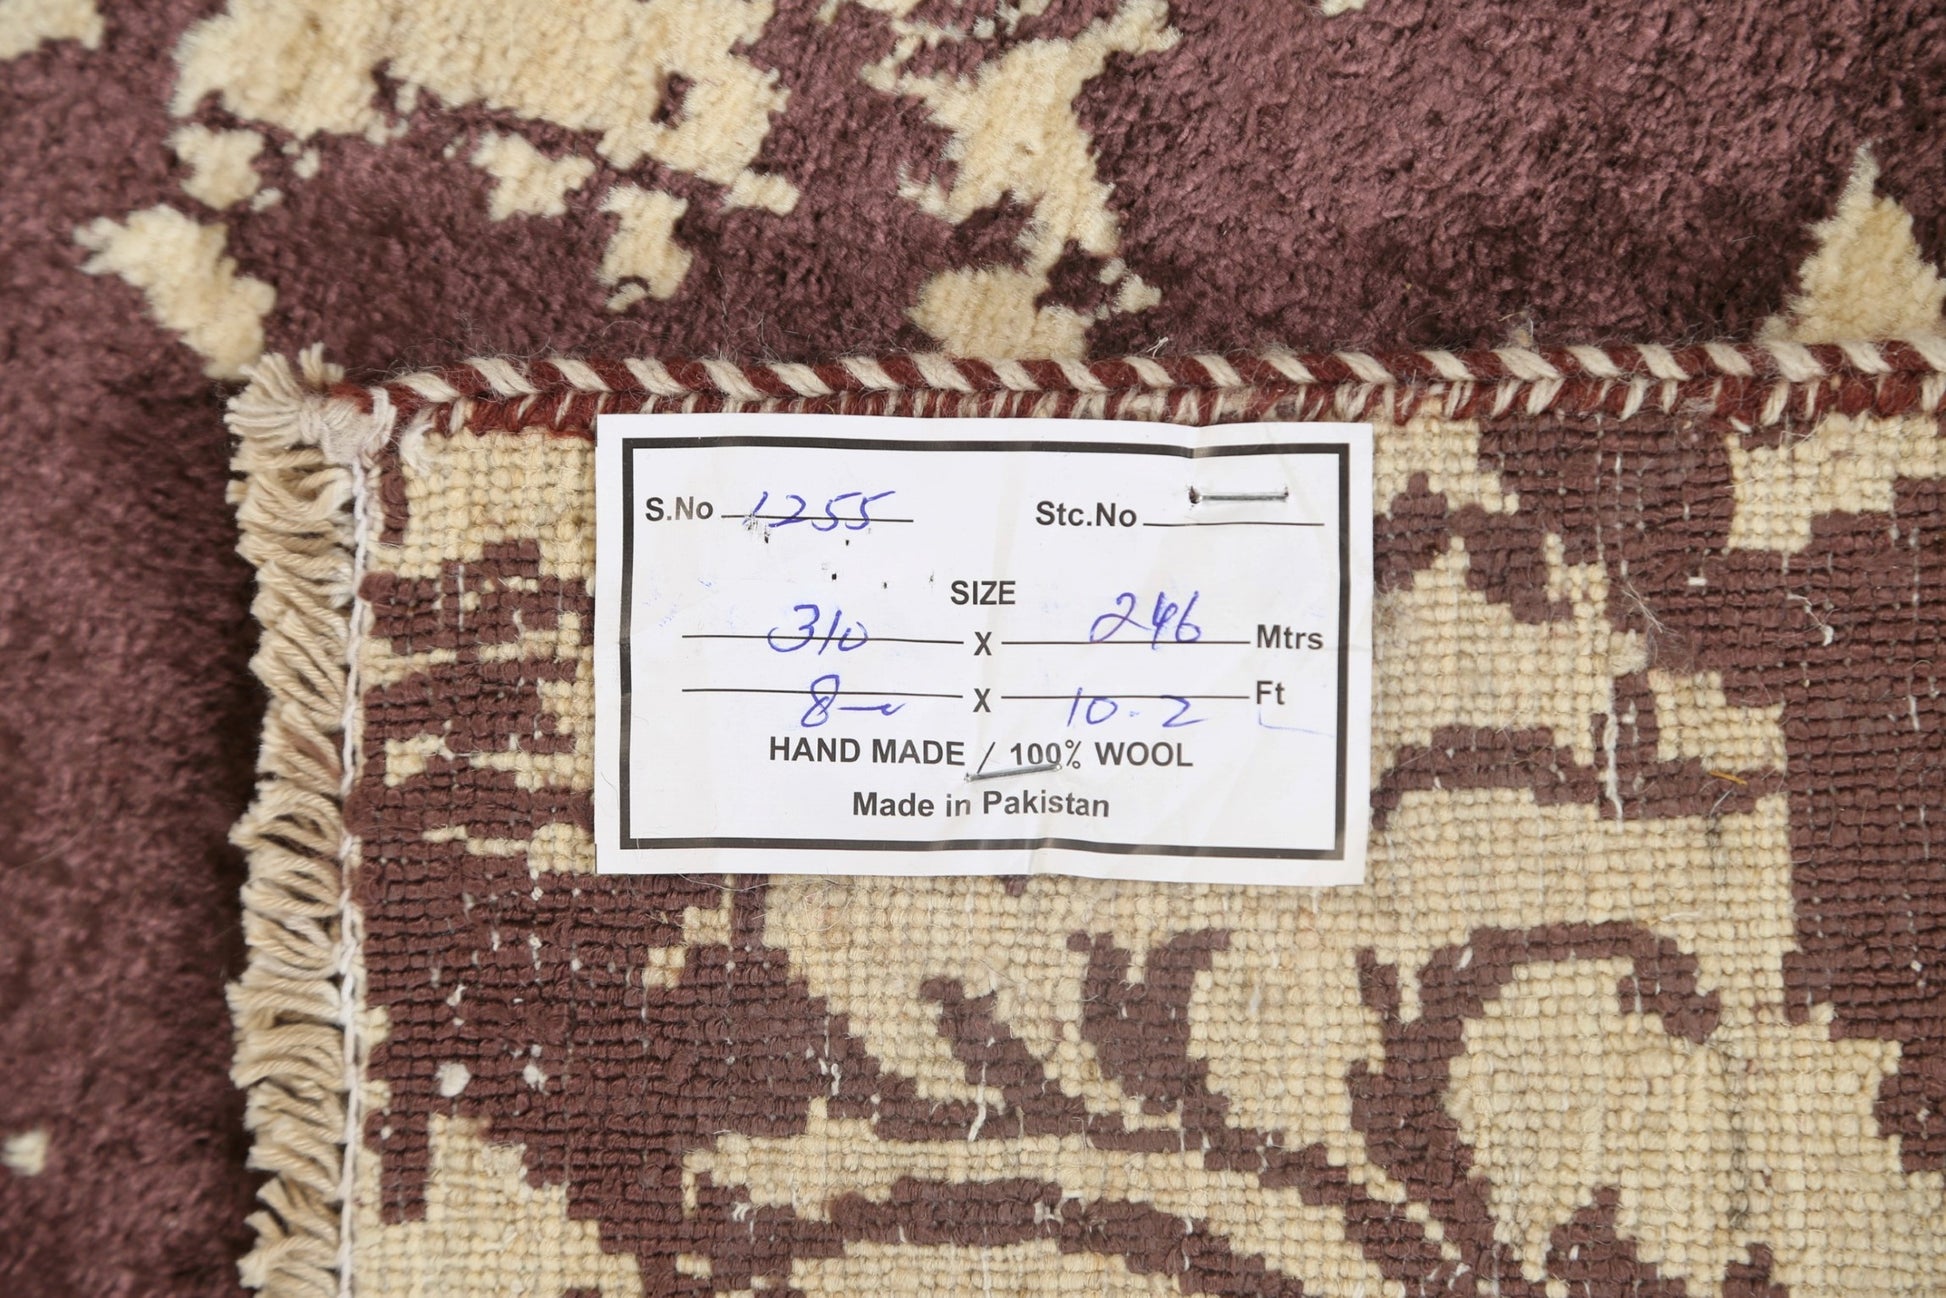 S.No 1255 Stc.No
SIZE
310 X 246 Mtrs
8- X 10.2 Ft
HAND MADE / 100% WOOL
Made in Pakistan